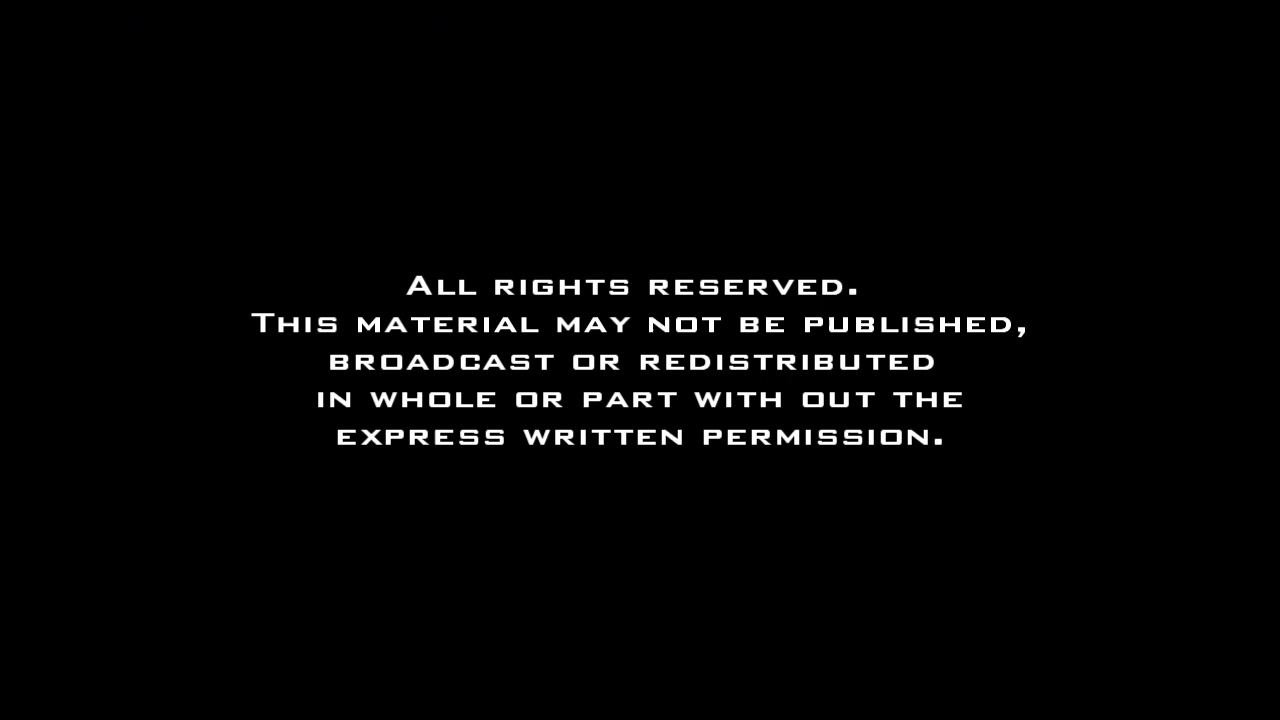 All rights reserved.
This material may not be published,
broadcast or redistributed
in whole or part with out the
express written permission.